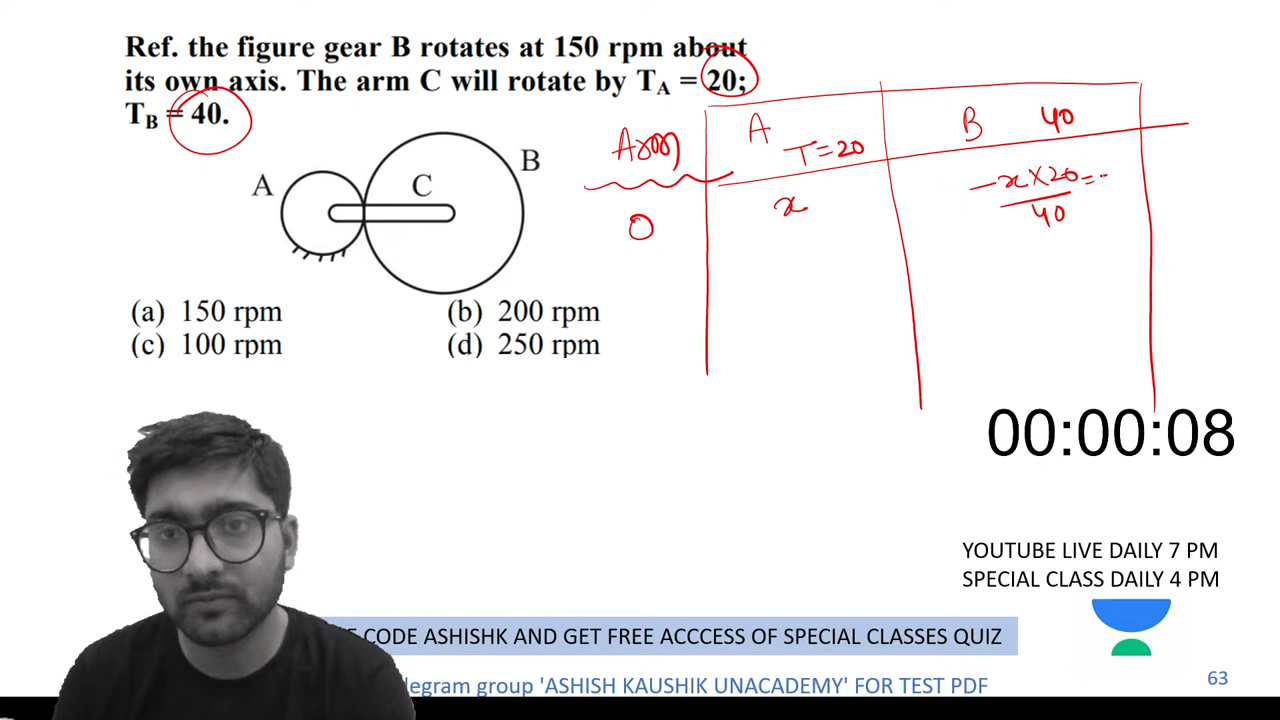 Ref. the figure gear B rotates at 150 rpm about
its own axis. The arm C will rotate by T_A = 20;
T_B = 40.
A
C
B
(a) 150 rpm
(b) 200 rpm
(c) 100 rpm
(d) 250 rpm
Arm
A
T=20
B 40
0
x
-x×20 =-
40
00:00:08
YOUTUBE LIVE DAILY 7 PM
SPECIAL CLASS DAILY 4 PM
CODE ASHISHK AND GET FREE ACCCESS OF SPECIAL CLASSES QUIZ
group 'ASHISH KAUSHIK UNACADEMY' FOR TEST PDF
63